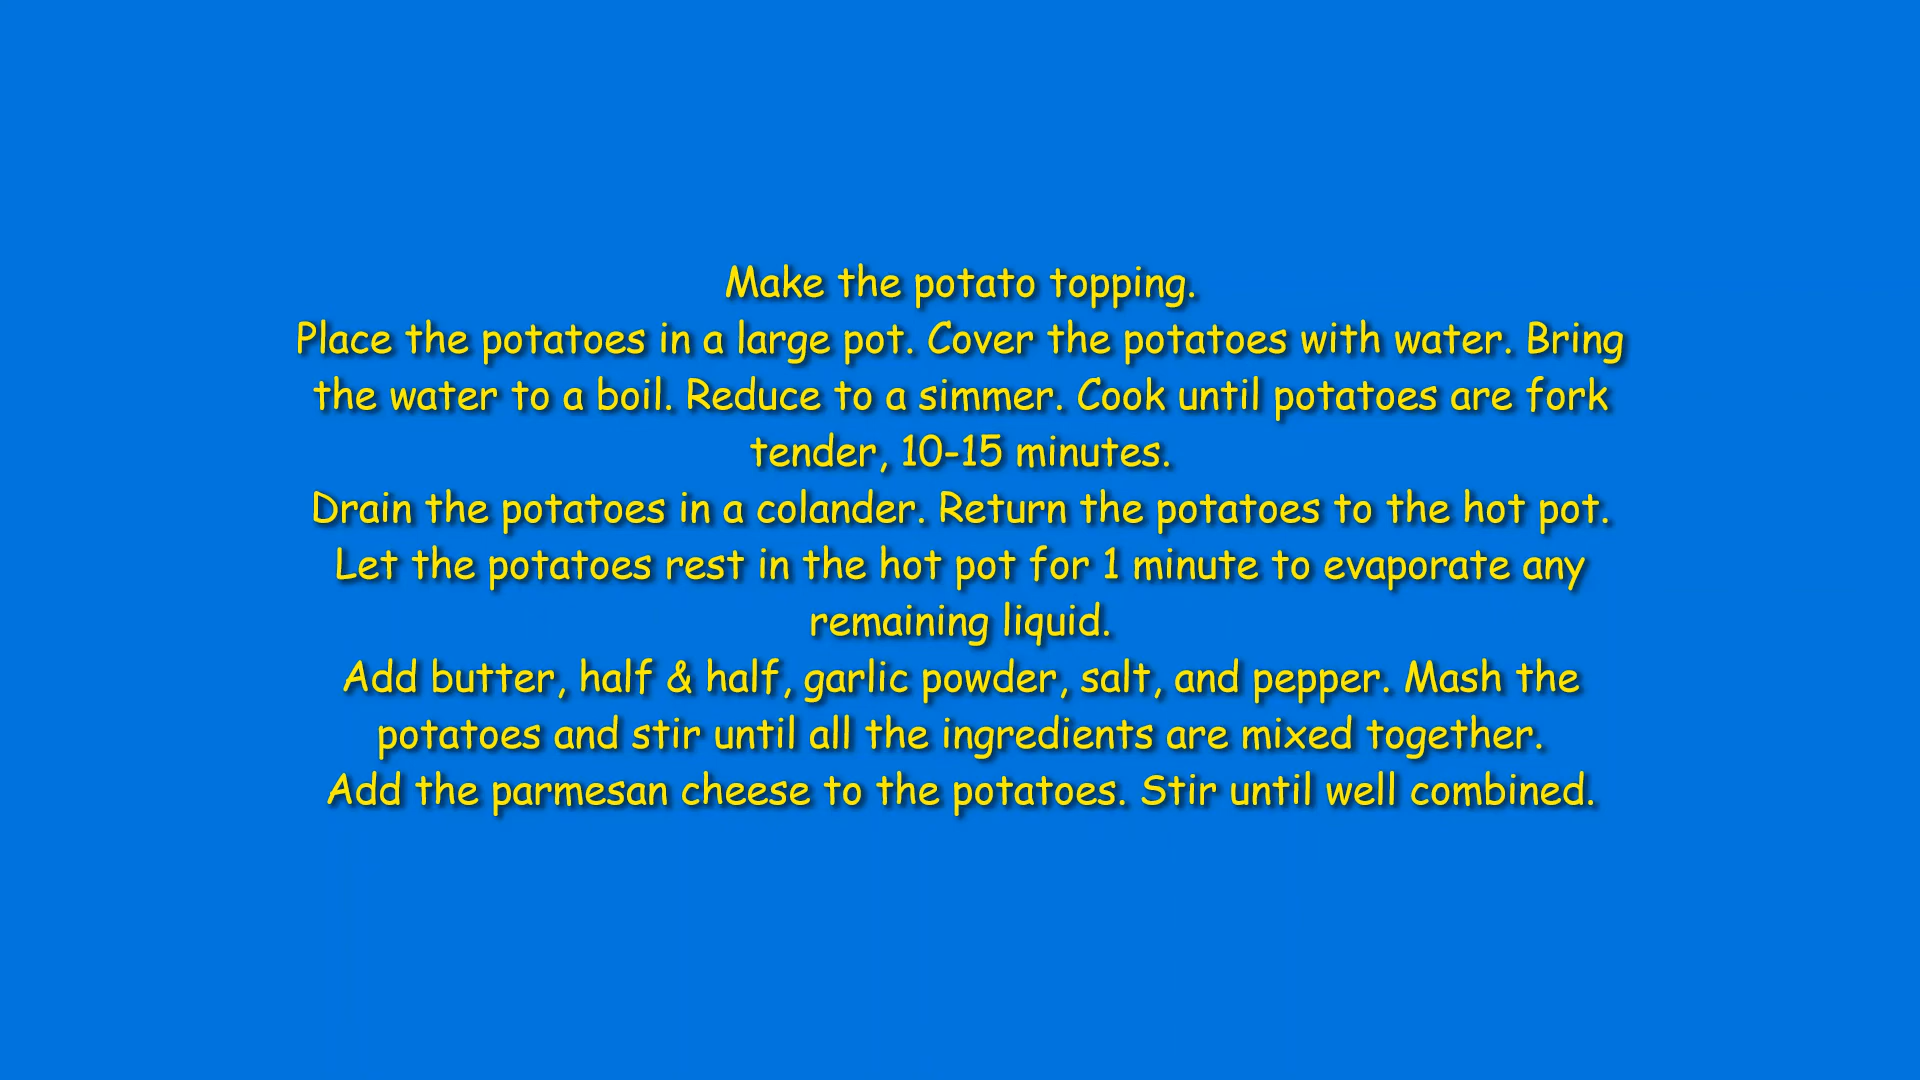 Make the potato topping.
Place the potatoes in a large pot. Cover the potatoes with water. Bring
the water to a boil. Reduce to a simmer. Cook until potatoes are fork
tender, 10-15 minutes.
Drain the potatoes in a colander. Return the potatoes to the hot pot.
Let the potatoes rest in the hot pot for 1 minute to evaporate any
remaining liquid.
Add butter, half & half, garlic powder, salt, and pepper. Mash the
potatoes and stir until all the ingredients are mixed together.
Add the parmesan cheese to the potatoes. Stir until well combined.